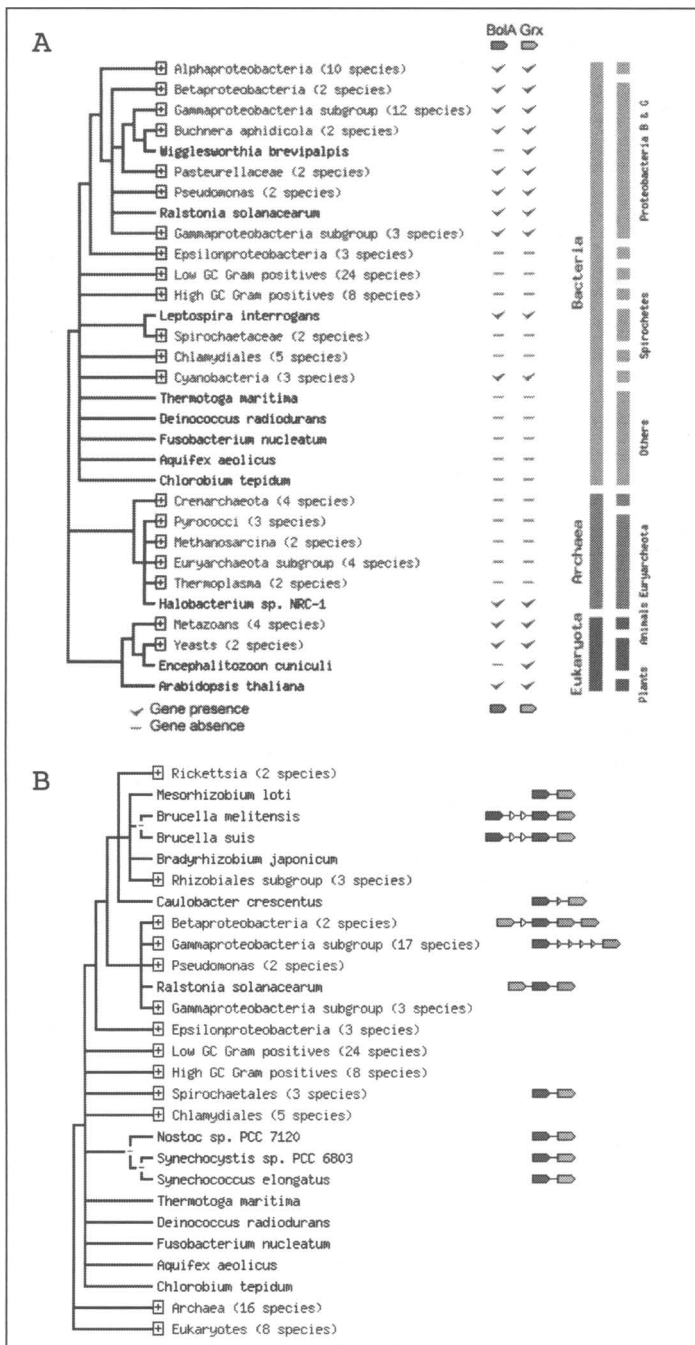 A
BolA Grx
Alphaproteobacteria (10 species)
Betaproteobacteria (2 species)
Gammaproteobacteria subgroup (12 species)
Buchnera aphidicola (2 species)
Wigglesworthia brevipalpis
Pasteurellaceae (2 species)
Pseudomonas (2 species)
Ralstonia solanacearum
Gammaproteobacteria subgroup (3 species)
Epsilonproteobacteria (3 species)
Low GC Gram positives (24 species)
High GC Gram positives (8 species)
Leptospira interrogans
Spirochaetaceae (2 species)
Chlamydiales (5 species)
Cyanobacteria (3 species)
Thermotoga maritima
Deinococcus radiodurans
Fusobacterium nucleatum
Aquifex aeolicus
Chlorobium tepidum
Crenarchaeota (4 species)
Pyrococci (3 species)
Methanosarcina (2 species)
Euryarchaeota subgroup (4 species)
Thermoplasma (2 species)
Halobacterium sp. NRC-1
Metazoans (4 species)
Yeasts (2 species)
Encephalitozoon cuniculi
Arabidopsis thaliana
Bacteria
Archaea
Eukaryota
Proteobacteria B & G
Spirochetes
Others
Euryarcheota
Animals
Plants
Gene presence
Gene absence
B
Rickettsia (2 species)
Mesorhizobium loti
Brucella melitensis
Brucella suis
Bradyrhizobium japonicum
Rhizobiales subgroup (3 species)
Caulobacter crescentus
Betaproteobacteria (2 species)
Gammaproteobacteria subgroup (17 species)
Pseudomonas (2 species)
Ralstonia solanacearum
Gammaproteobacteria subgroup (3 species)
Epsilonproteobacteria (3 species)
Low GC Gram positives (24 species)
High GC Gram positives (8 species)
Spirochaetales (3 species)
Chlamydiales (5 species)
Nostoc sp. PCC 7120
Synechocystis sp. PCC 6803
Synechococcus elongatus
Thermotoga maritima
Deinococcus radiodurans
Fusobacterium nucleatum
Aquifex aeolicus
Chlorobium tepidum
Archaea (16 species)
Eukaryotes (8 species)